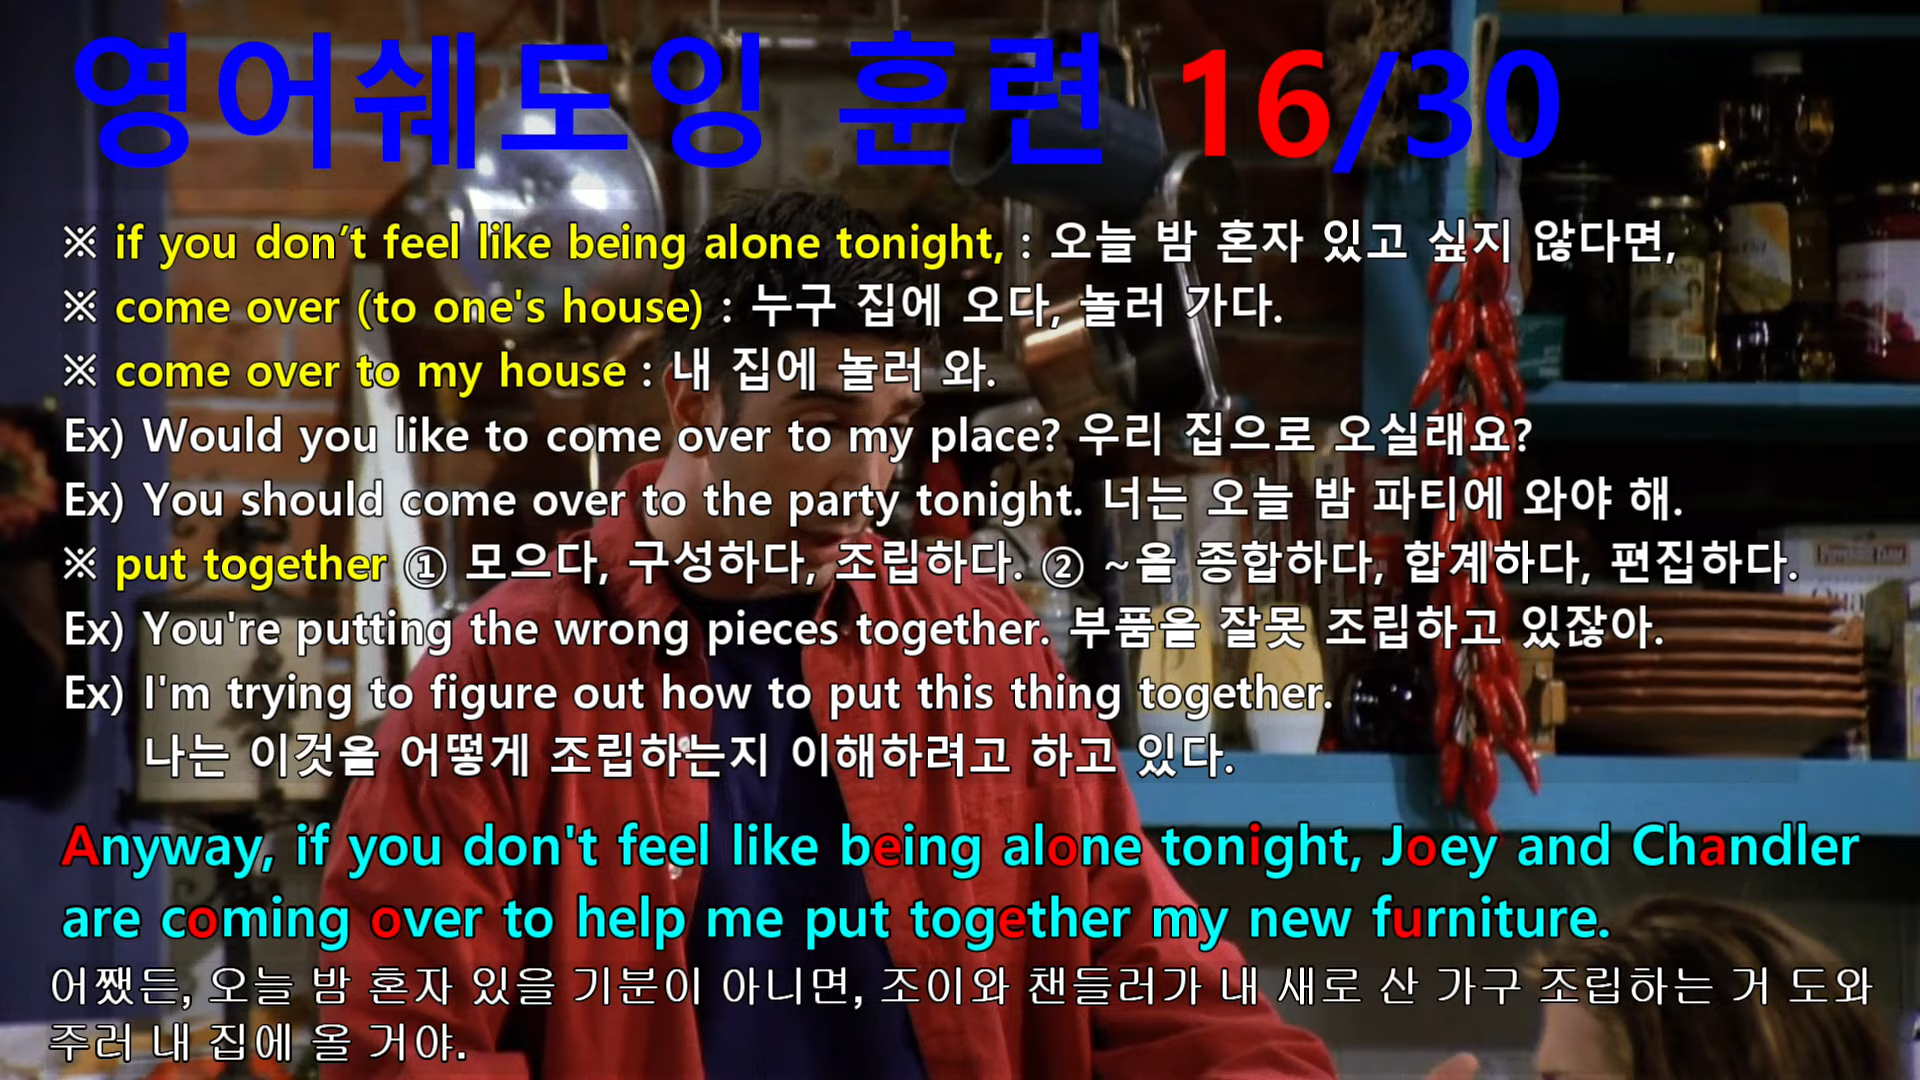 영어쉐도잉 훈련 16/30
※ if you don’t feel like being alone tonight, : 오늘 밤 혼자 있고 싶지 않다면,
※ come over (to one's house) : 누구 집에 오다, 놀러 가다.
※ come over to my house : 내 집에 놀러 와.
Ex) Would you like to come over to my place? 우리 집으로 오실래요?
Ex) You should come over to the party tonight. 너는 오늘 밤 파티에 와야 해.
※ put together ① 모으다, 구성하다, 조립하다. ② ~을 종합하다, 합계하다, 편집하다.
Ex) You're putting the wrong pieces together. 부품을 잘못 조립하고 있잖아.
Ex) I'm trying to figure out how to put this thing together.
나는 이것을 어떻게 조립하는지 이해하려고 하고 있다.
Anyway, if you don't feel like being alone tonight, Joey and Chandler
are coming over to help me put together my new furniture.
어쨌든, 오늘 밤 혼자 있을 기분이 아니면, 조이와 챈들러가 내 새로 산 가구 조립하는 거 도와
주러 내 집에 올 거야.